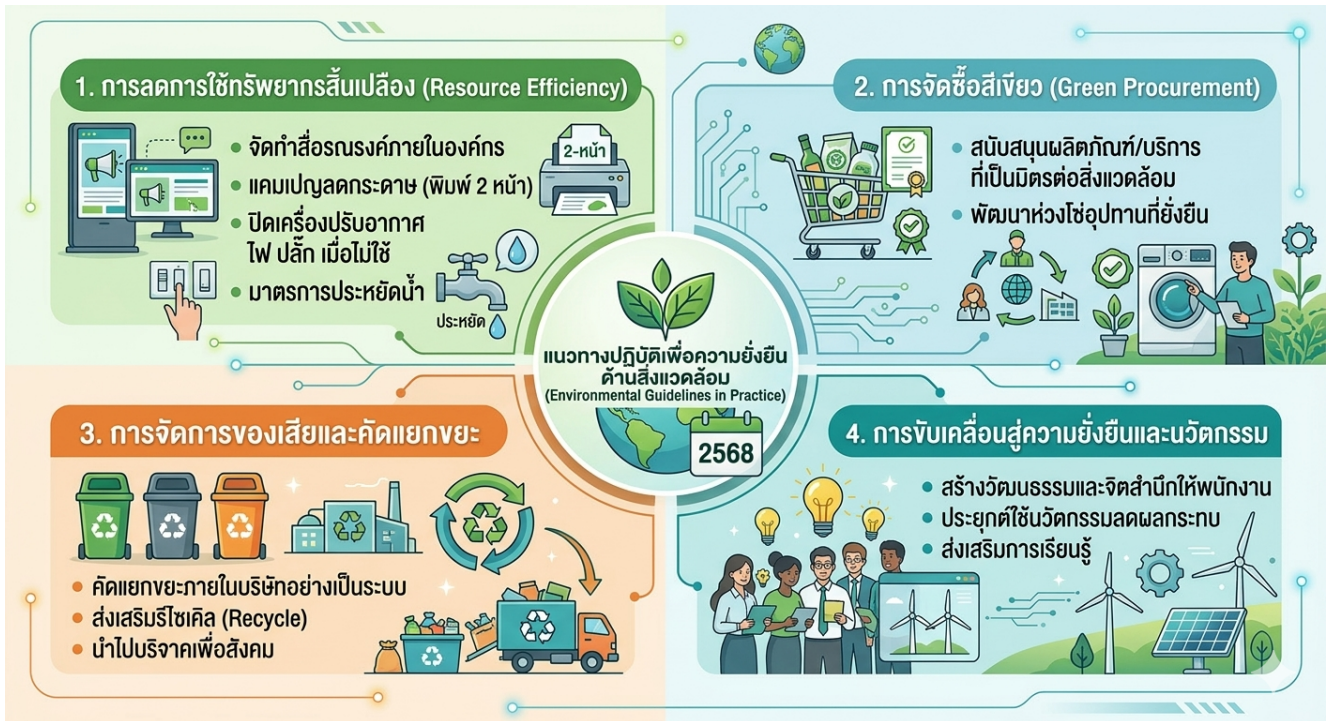 1. การลดการใช้ทรัพยากรสิ้นเปลือง (Resource Efficiency)
• จัดทำสื่อรณรงค์ภายในองค์กร
• แคมเปญลดกระดาษ (พิมพ์ 2 หน้า)
• ปิดเครื่องปรับอากาศ
ไฟ ปลั๊ก เมื่อไม่ใช้
• มาตรการประหยัดน้ำ
2-หน้า
ประหยัด
2. การจัดซื้อสีเขียว (Green Procurement)
• สนับสนุนผลิตภัณฑ์/บริการ
ที่เป็นมิตรต่อสิ่งแวดล้อม
• พัฒนาห่วงโซ่อุปทานที่ยั่งยืน
แนวทางปฏิบัติเพื่อความยั่งยืน
ด้านสิ่งแวดล้อม
(Environmental Guidelines in Practice)
2568
3. การจัดการของเสียและคัดแยกขยะ
• คัดแยกขยะภายในบริษัทอย่างเป็นระบบ
• ส่งเสริมรีไซเคิล (Recycle)
• นำไปบริจาคเพื่อสังคม
4. การขับเคลื่อนสู่ความยั่งยืนและนวัตกรรม
• สร้างวัฒนธรรมและจิตสำนึกให้พนักงาน
• ประยุกต์ใช้นวัตกรรมลดผลกระทบ
• ส่งเสริมการเรียนรู้